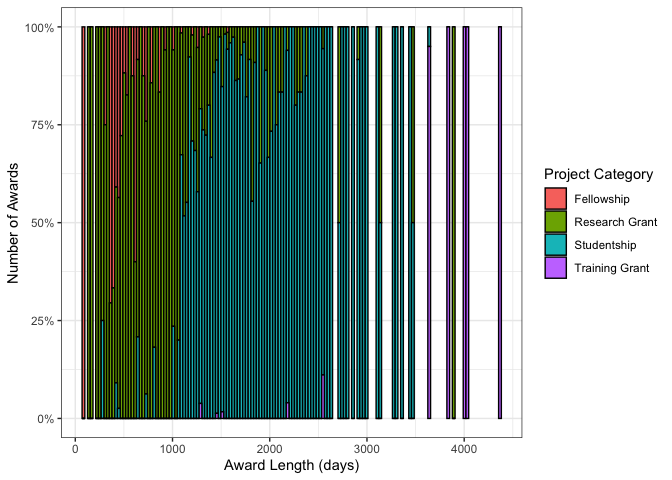 100%
75%
50%
25%
0%
Number of Awards
0
1000
2000
3000
4000
Award Length (days)
Project Category
Fellowship
Research Grant
Studentship
Training Grant